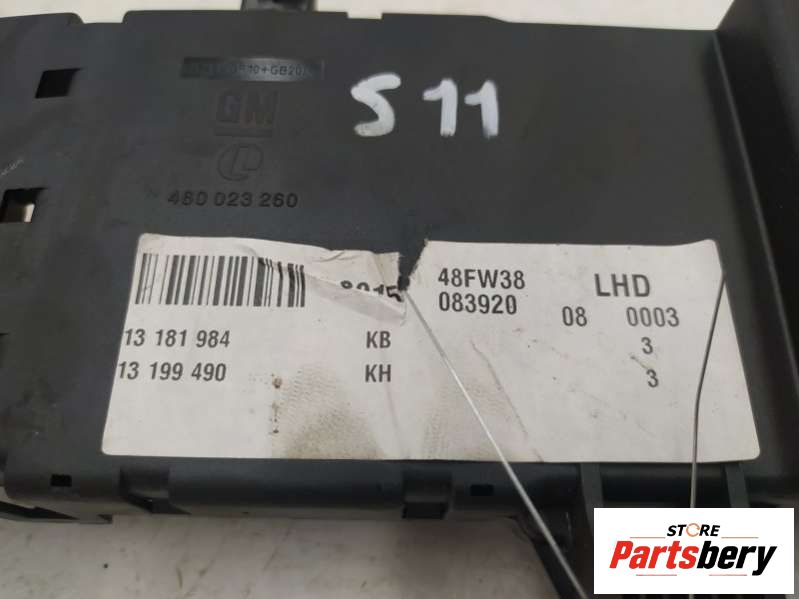 S 11
GM
480 023 260
48FW38 LHD
083920 08 0003
13 181 984 KB 3
13 199 490 KH 3
STORE
Partsbery